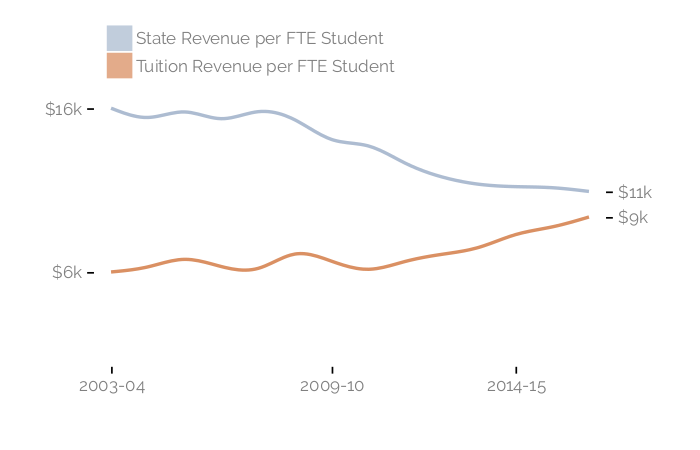 State Revenue per FTE Student
Tuition Revenue per FTE Student
$16k
$11k
$9k
$6k
2003-04 2009-10 2014-15